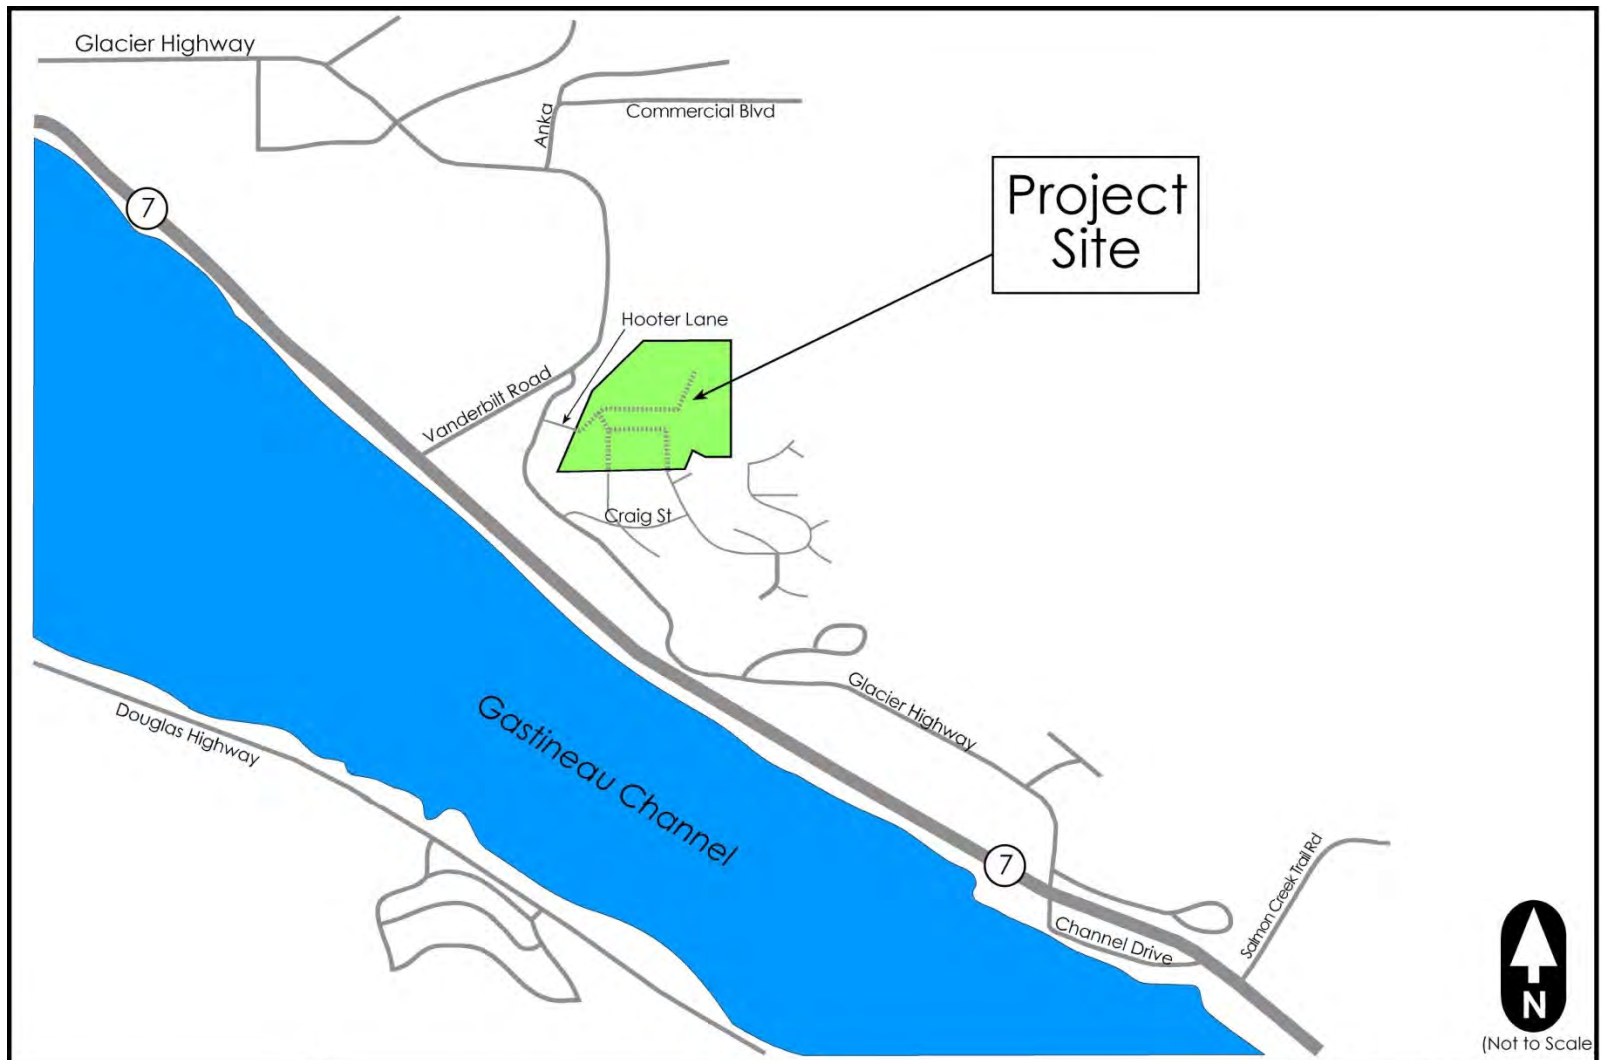 Glacier Highway
Anka
Commercial Blvd
7
Project
Site
Hooter Lane
Vanderbilt Road
Craig St
Glacier Highway
Gastineau Channel
Douglas Highway
7
Salmon Creek Trail Rd
Channel Drive
N
(Not to Scale